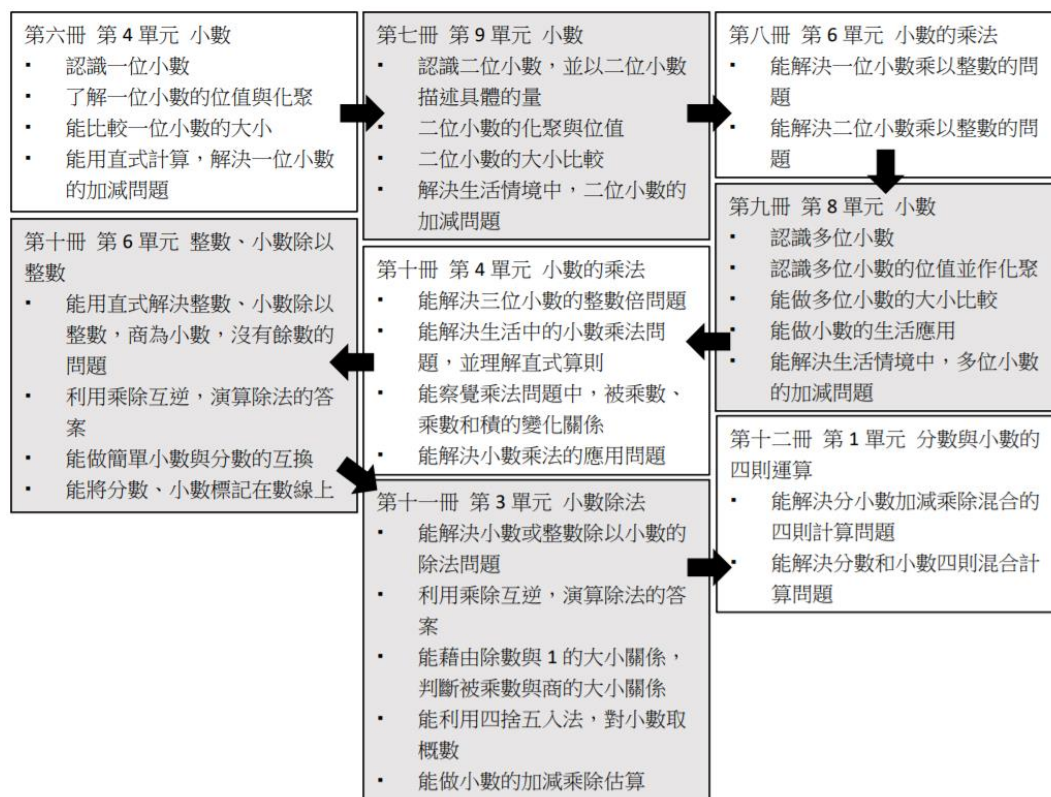 第六冊 第 4 單元 小數
▪ 認識一位小數
▪ 了解一位小數的位值與化聚
▪ 能比較一位小數的大小
▪ 能用直式計算，解決一位小數
的加減問題
第七冊 第 9 單元 小數
▪ 認識二位小數，並以二位小數
描述具體的量
▪ 二位小數的化聚與位值
▪ 二位小數的大小比較
▪ 解決生活情境中，二位小數的
加減問題
第八冊 第 6 單元 小數的乘法
▪ 能解決一位小數乘以整數的問
題
▪ 能解決二位小數乘以整數的問
題
第九冊 第 8 單元 小數
▪ 認識多位小數
▪ 認識多位小數的位值並作化聚
▪ 能做多位小數的大小比較
▪ 能做小數的生活應用
▪ 能解決生活情境中，多位小數
的加減問題
第十冊 第 4 單元 小數的乘法
▪ 能解決三位小數的整數倍問題
▪ 能解決生活中的小數乘法問
題，並理解直式算則
▪ 能察覺乘法問題中，被乘數、
乘數和積的變化關係
▪ 能解決小數乘法的應用問題
第十冊 第 6 單元 整數、小數除以
整數
▪ 能用直式解決整數、小數除以
整數，商為小數，沒有餘數的
問題
▪ 利用乘除互逆，演算除法的答
案
▪ 能做簡單小數與分數的互換
▪ 能將分數、小數標記在數線上
第十一冊 第 3 單元 小數除法
▪ 能解決小數或整數除以小數的
除法問題
▪ 利用乘除互逆，演算除法的答
案
▪ 能藉由除數與 1 的大小關係，
判斷被乘數與商的大小關係
▪ 能利用四捨五入法，對小數取
概數
▪ 能做小數的加減乘除估算
第十二冊 第 1 單元 分數與小數的
四則運算
▪ 能解決分小數加減乘除混合的
四則計算問題
▪ 能解決分數和小數四則混合計
算問題